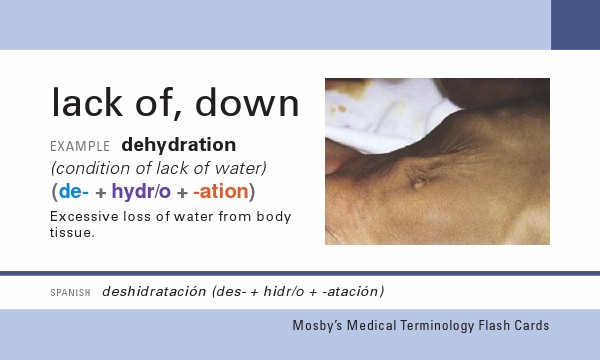 lack of, down
EXAMPLE dehydration
(condition of lack of water)
(de- + hydr/o + -ation)
Excessive loss of water from body
tissue.
SPANISH deshidratación (des- + hidr/o + -atación)
Mosby's Medical Terminology Flash Cards